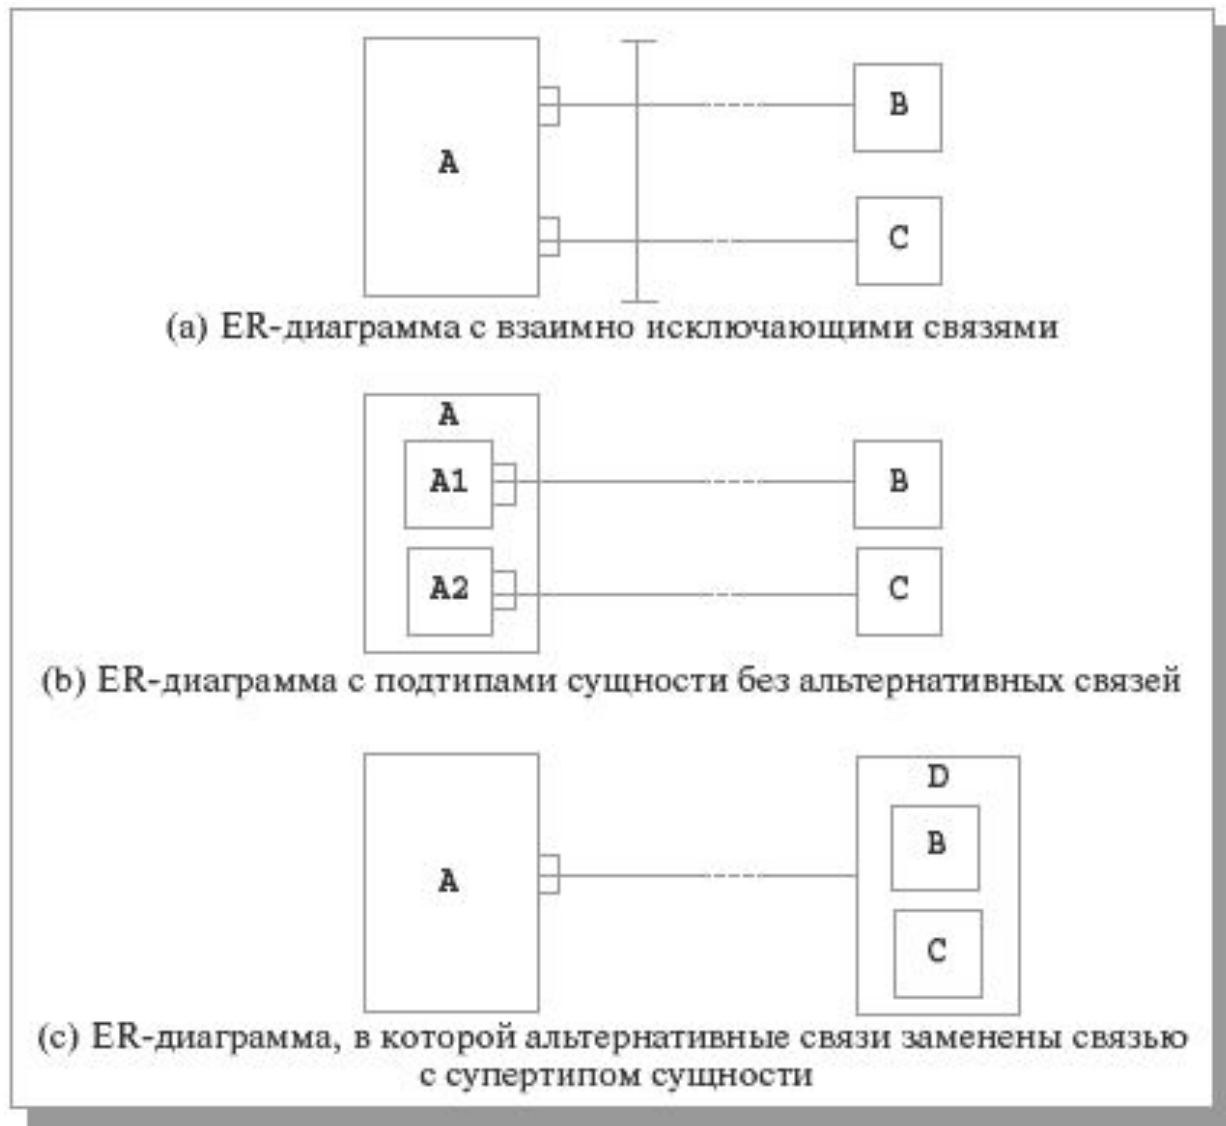 A
B
C
(a) ER-диаграмма с взаимно исключающими связями
A
A1
B
A2
C
(b) ER-диаграмма с подтипами сущности без альтернативных связей
D
B
A
C
(c) ER-диаграмма, в которой альтернативные связи заменены связью
с супертипом сущности